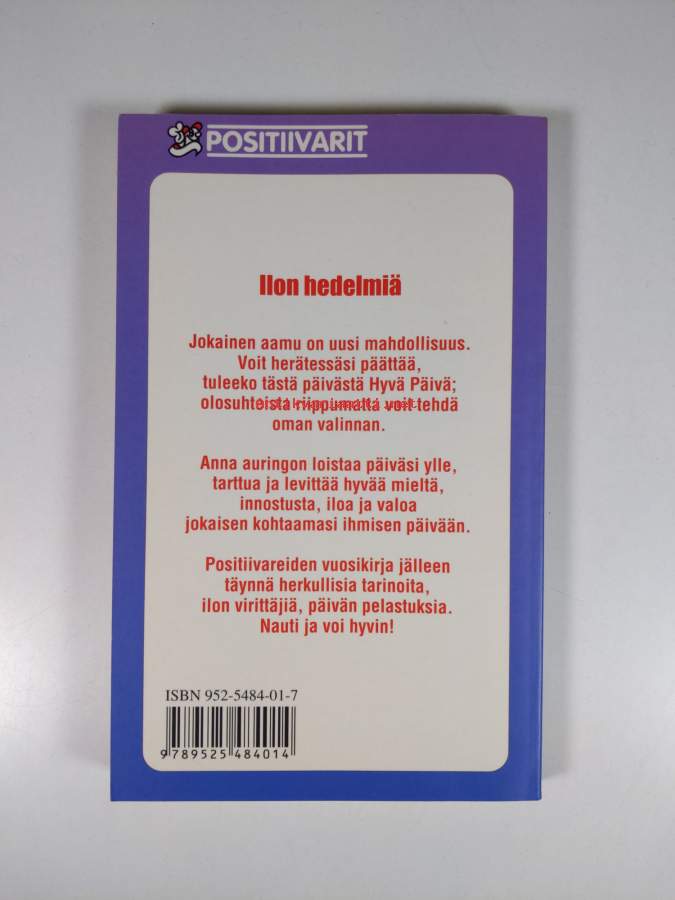 POSITIIVARIT
Ilon hedelmiä
Jokainen aamu on uusi mahdollisuus.
Voit herätessäsi päättää,
tuleeko tästä päivästä Hyvä Päivä;
olosuhteista riippumatta voit tehdä
oman valinnan.
Anna auringon loistaa päiväsi ylle,
tarttua ja levittää hyvää mieltä,
innostusta, iloa ja valoa
jokaisen kohtaamasi ihmisen päivään.
Positiivareiden vuosikirja jälleen
täynnä herkullisia tarinoita,
ilon virittäjiä, päivän pelastuksia.
Nauti ja voi hyvin!
ISBN 952-5484-01-7
9 789525 484014